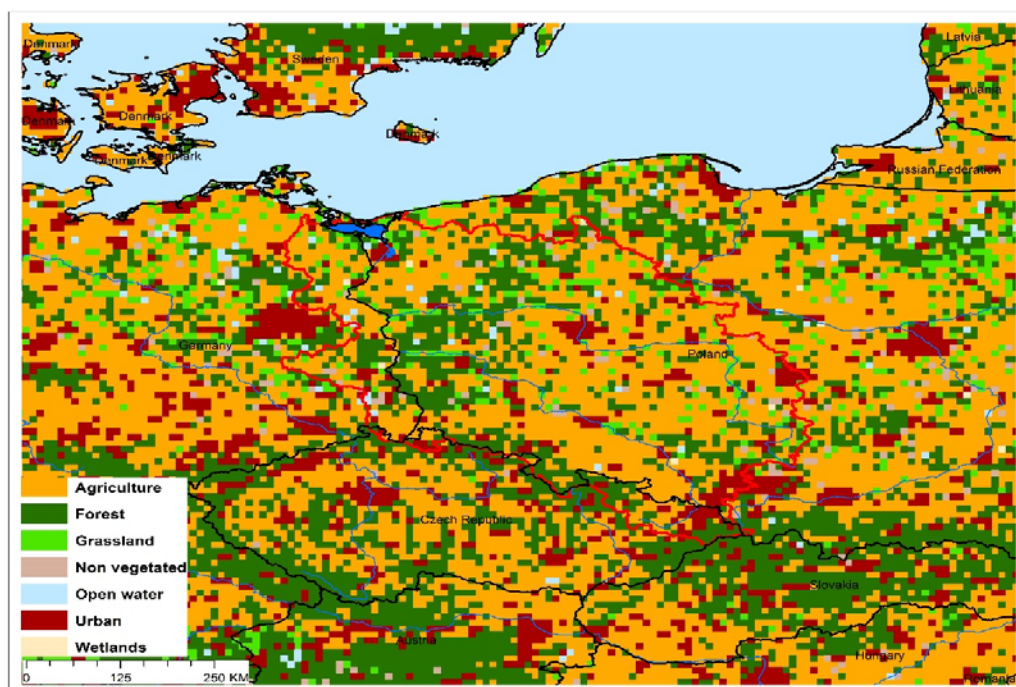 Denmark
Sweden
Latvia
Lithuania
Denmark
Denmark
Denmark
Denmark
Denmark
Russian Federation
Germany
Poland
Agriculture
Forest
Grassland
Non vegetated
Open water
Urban
Wetlands
Czech Republic
Slovakia
Austria
Hungary
Romania
0 125 250 KM